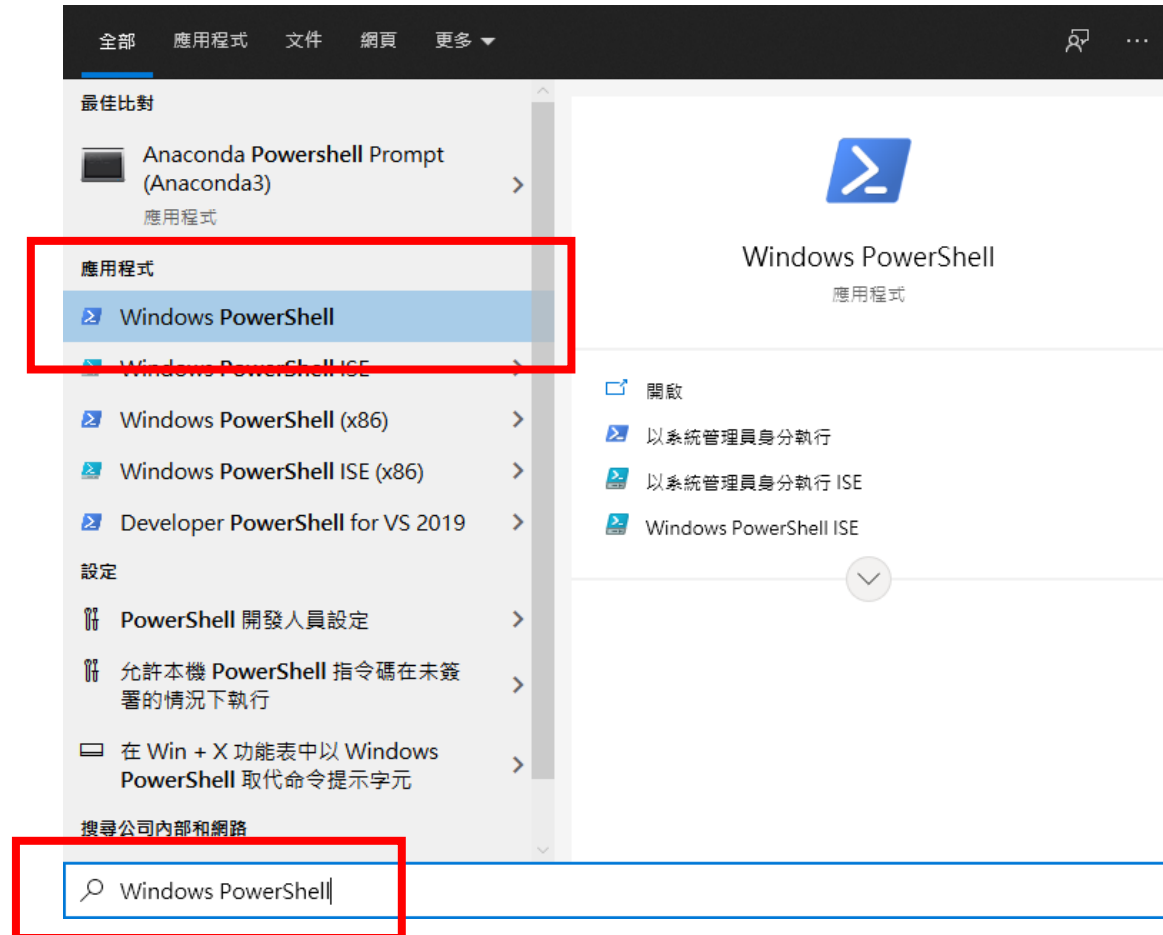 全部 應用程式 文件 網頁 更多
最佳比對
Anaconda Powershell Prompt
(Anaconda3)
應用程式
應用程式
Windows PowerShell
Windows PowerShell ISE
Windows PowerShell (x86)
Windows PowerShell ISE (x86)
Developer PowerShell for VS 2019
設定
PowerShell 開發人員設定
允許本機 PowerShell 指令碼在未簽
署的情況下執行
在 Win + X 功能表中以 Windows
PowerShell 取代命令提示字元
搜尋公司內部和網路
Windows PowerShell
Windows PowerShell
應用程式
開啟
以系統管理員身分執行
以系統管理員身分執行 ISE
Windows PowerShell ISE